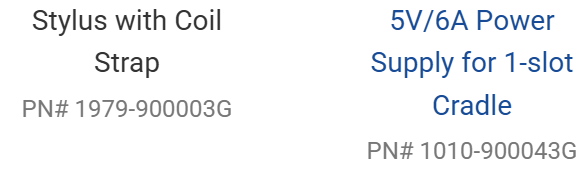 Stylus with Coil
Strap
PN# 1979-900003G
5V/6A Power
Supply for 1-slot
Cradle
PN# 1010-900043G